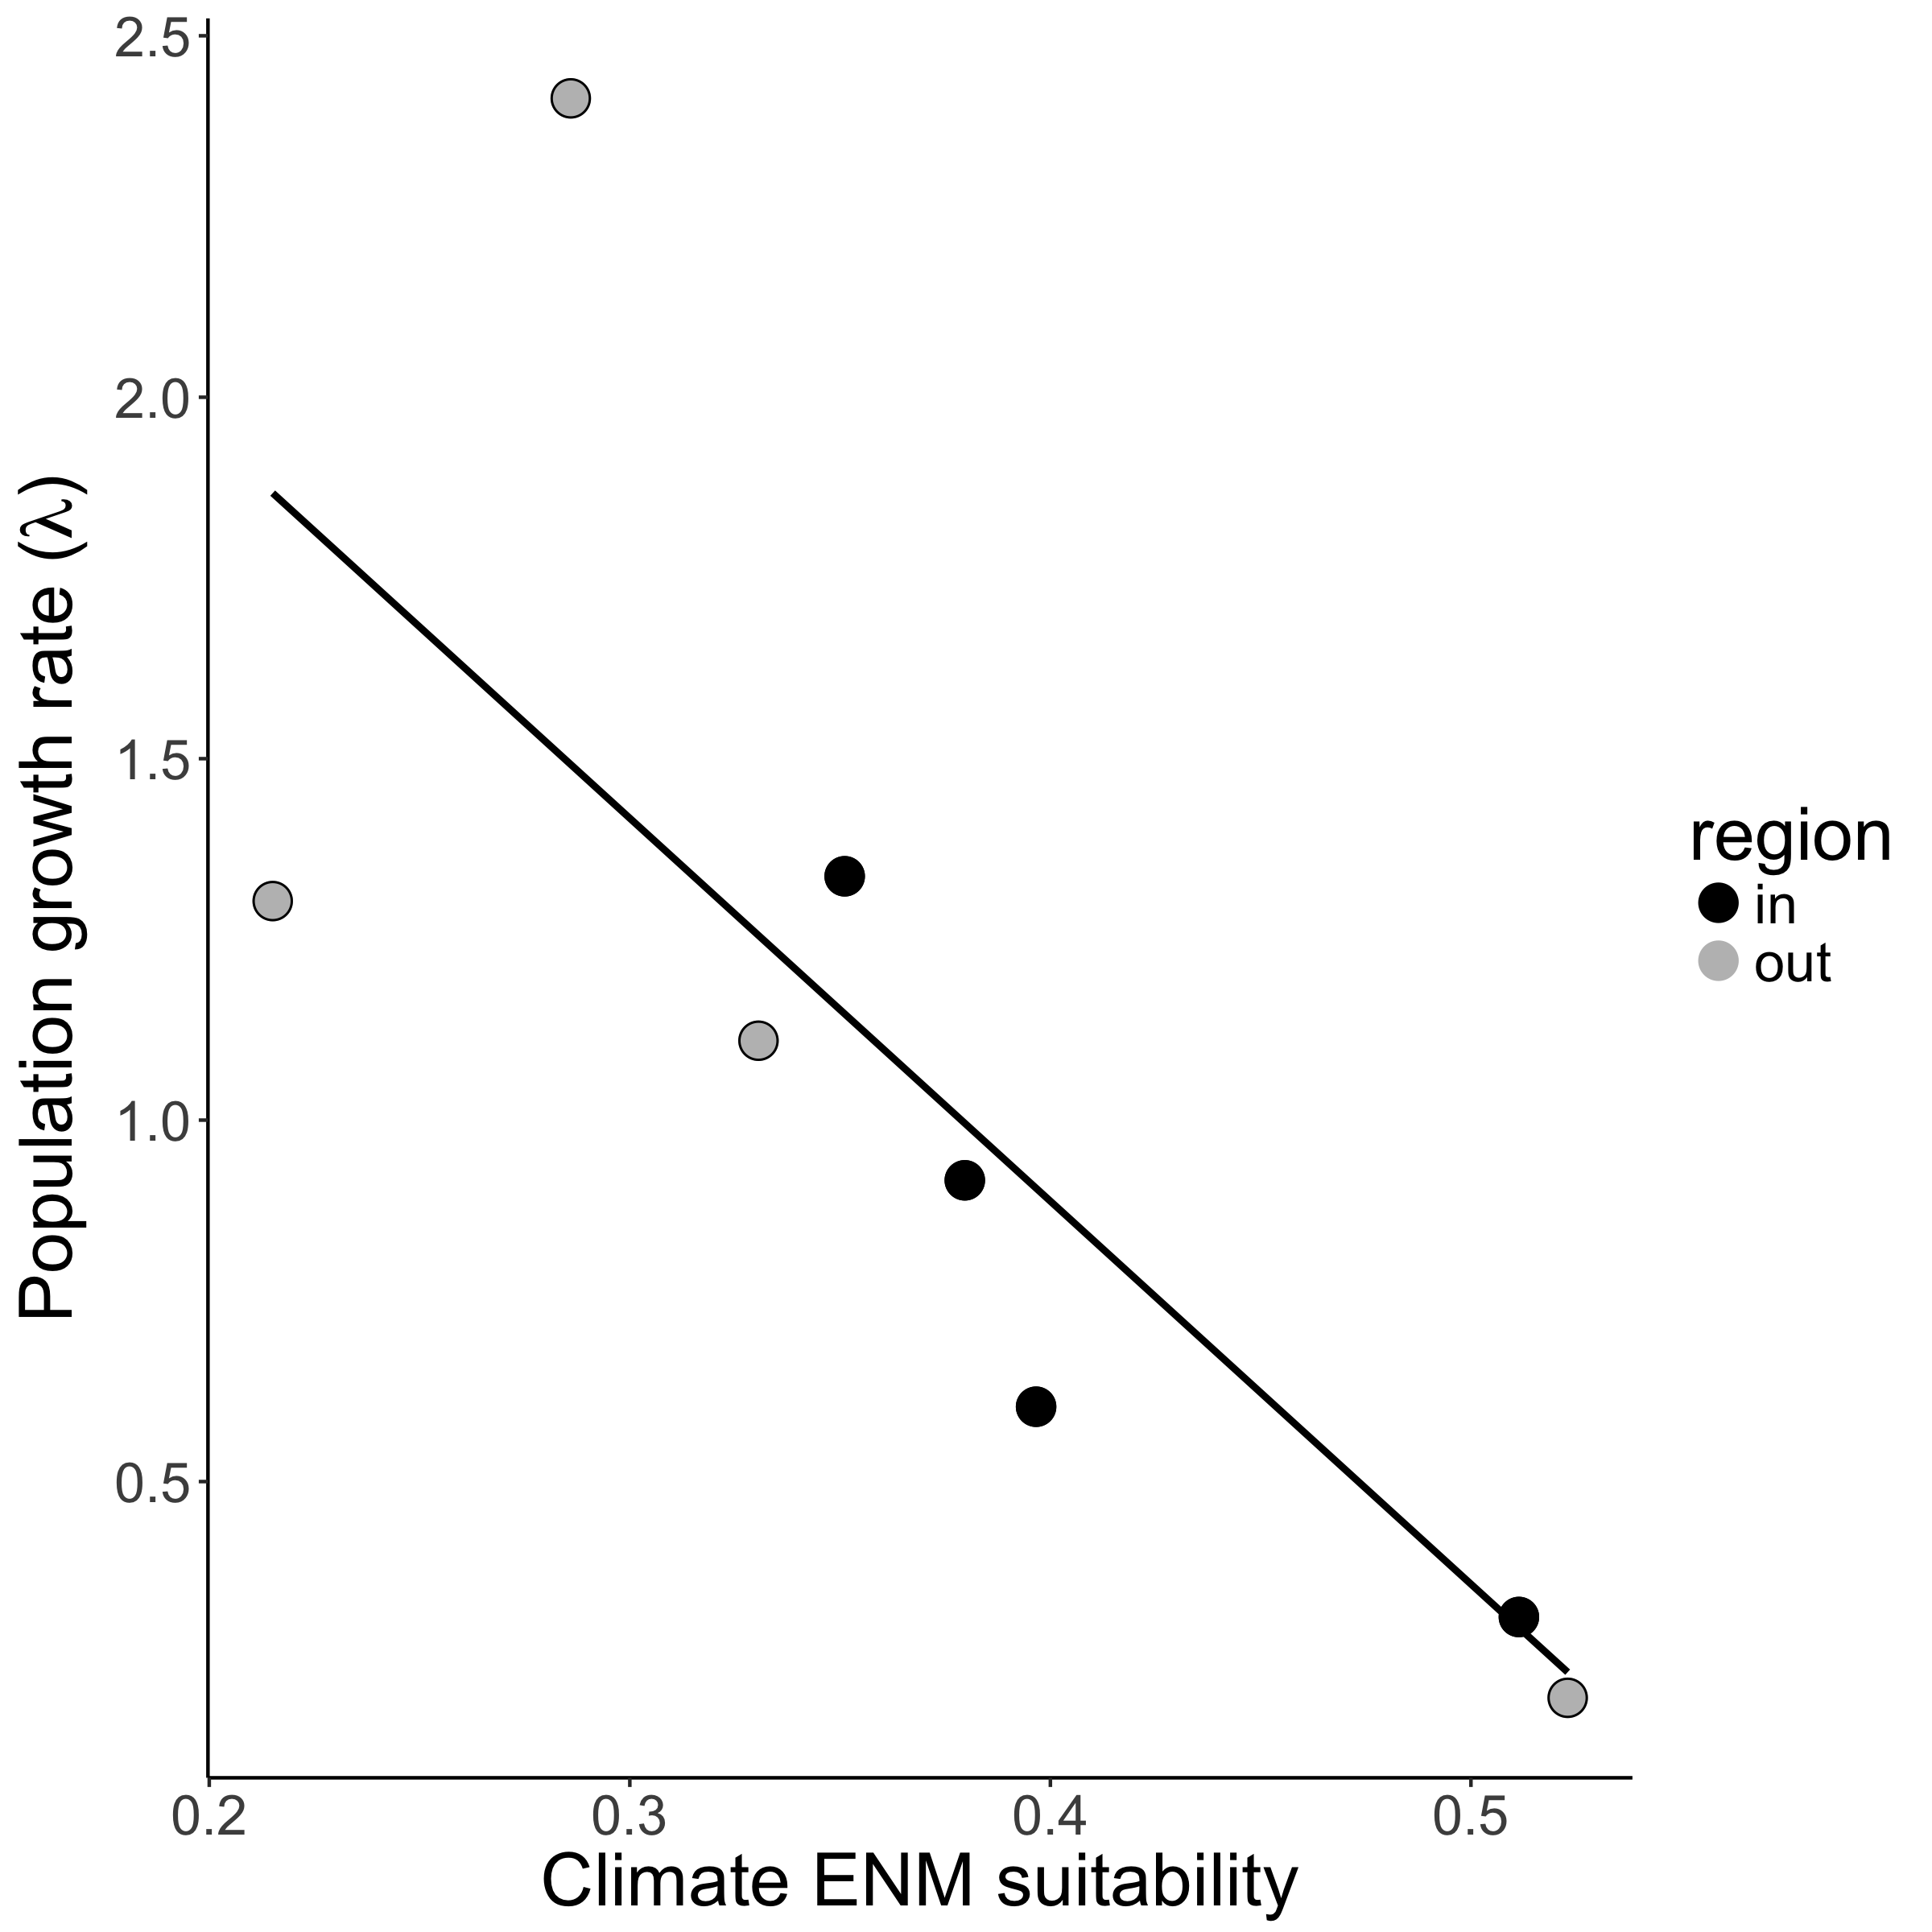 2.5
2.0
1.5
1.0
0.5
Population growth rate (λ)
0.2 0.3 0.4 0.5
Climate ENM suitability
region
in
out